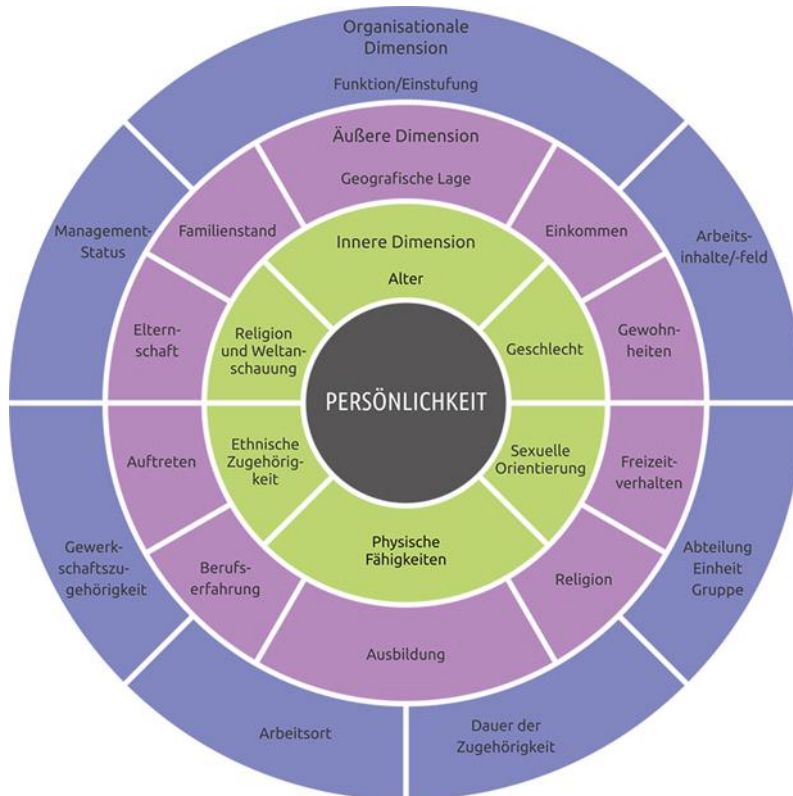 Organisationale
Dimension
Funktion/Einstufung
Arbeits-
inhalte/-feld
Abteilung
Einheit
Gruppe
Dauer der
Zugehörigkeit
Arbeitsort
Gewerk-
schaftszu-
gehörigkeit
Management-
Status
Äußere Dimension
Geografische Lage
Einkommen
Gewohn-
heiten
Freizeit-
verhalten
Religion
Ausbildung
Berufs-
erfahrung
Auftreten
Eltern-
schaft
Familienstand
Innere Dimension
Alter
Geschlecht
Sexuelle
Orientierung
Physische
Fähigkeiten
Ethnische
Zugehörig-
keit
Religion
und Weltan-
schauung
PERSÖNLICHKEIT